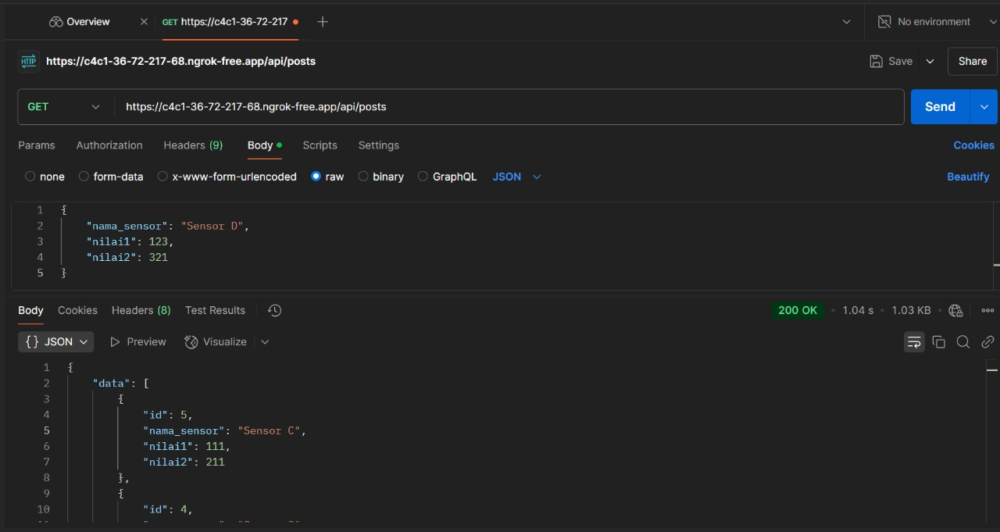 Overview
GET https://c4c1-36-72-217
No environment
HTTP https://c4c1-36-72-217-68.ngrok-free.app/api/posts
Save
Share
GET
https://c4c1-36-72-217-68.ngrok-free.app/api/posts
Send
Params Authorization Headers (9) Body Scripts Settings
Cookies
none form-data x-www-form-urlencoded raw binary GraphQL JSON
Beautify
1 {
2 "nama_sensor": "Sensor D",
3 "nilai1": 123,
4 "nilai2": 321
5 }
Body Cookies Headers (8) Test Results
200 OK • 1.04 s • 1.03 KB
{} JSON Preview Visualize
1 {
2 "data": [
3 {
4 "id": 5,
5 "nama_sensor": "Sensor C",
6 "nilai1": 111,
7 "nilai2": 211
8 },
9 {
10 "id": 4,